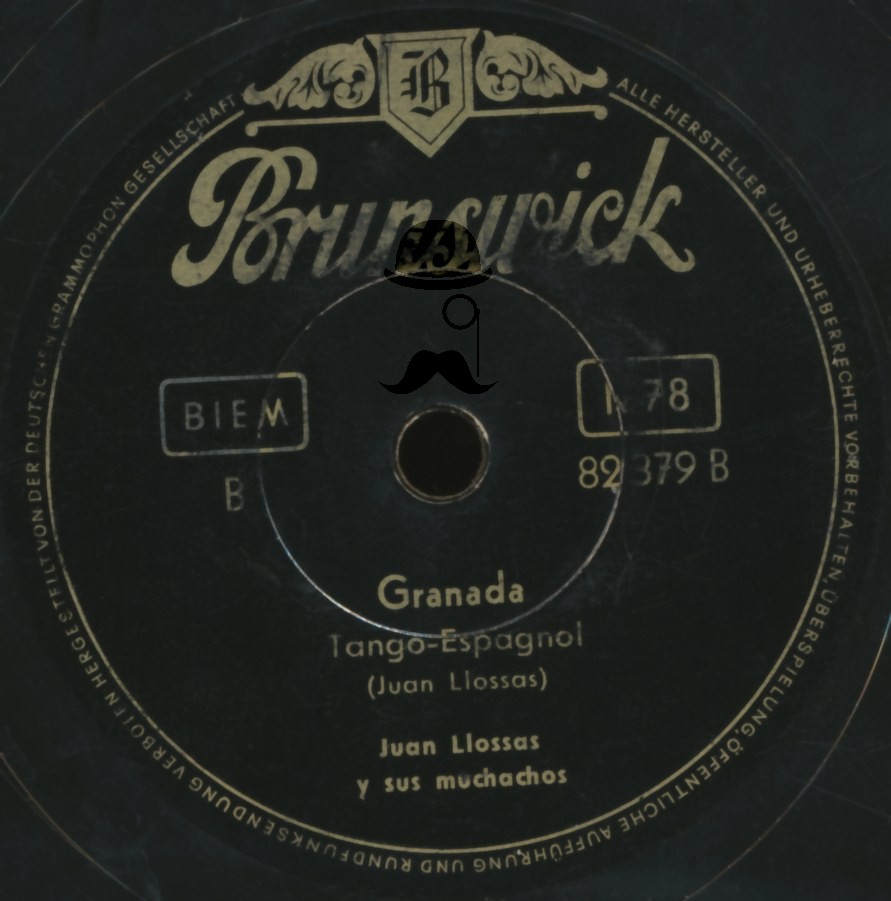 B
Brunswick
BIEM
N 78
B
82 379 B
Granada
Tango-Espagnol
(Juan Llossas)
Juan Llossas
y sus muchachos
ALLE HERSTELLER UND URHEBERRECHTE VORBEHALTEN, ÜBERSPIELUNG, ÖFFENTLICHE AUFFÜHRUNG UND RUNDFUNKSENDUNG VERBOTEN HERGESTELLT VON DER DEUTSCHEN GRAMMOPHON GESELLSCHAFT